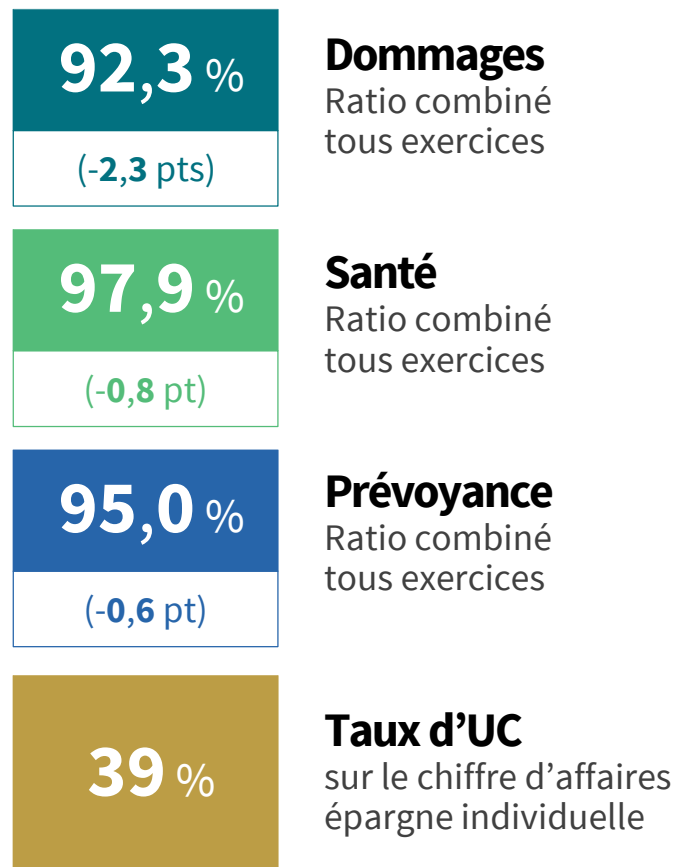 92,3 %
(-2,3 pts)
Dommages
Ratio combiné
tous exercices
97,9 %
(-0,8 pt)
Santé
Ratio combiné
tous exercices
95,0 %
(-0,6 pt)
Prévoyance
Ratio combiné
tous exercices
39 %
Taux d’UC
sur le chiffre d’affaires
épargne individuelle